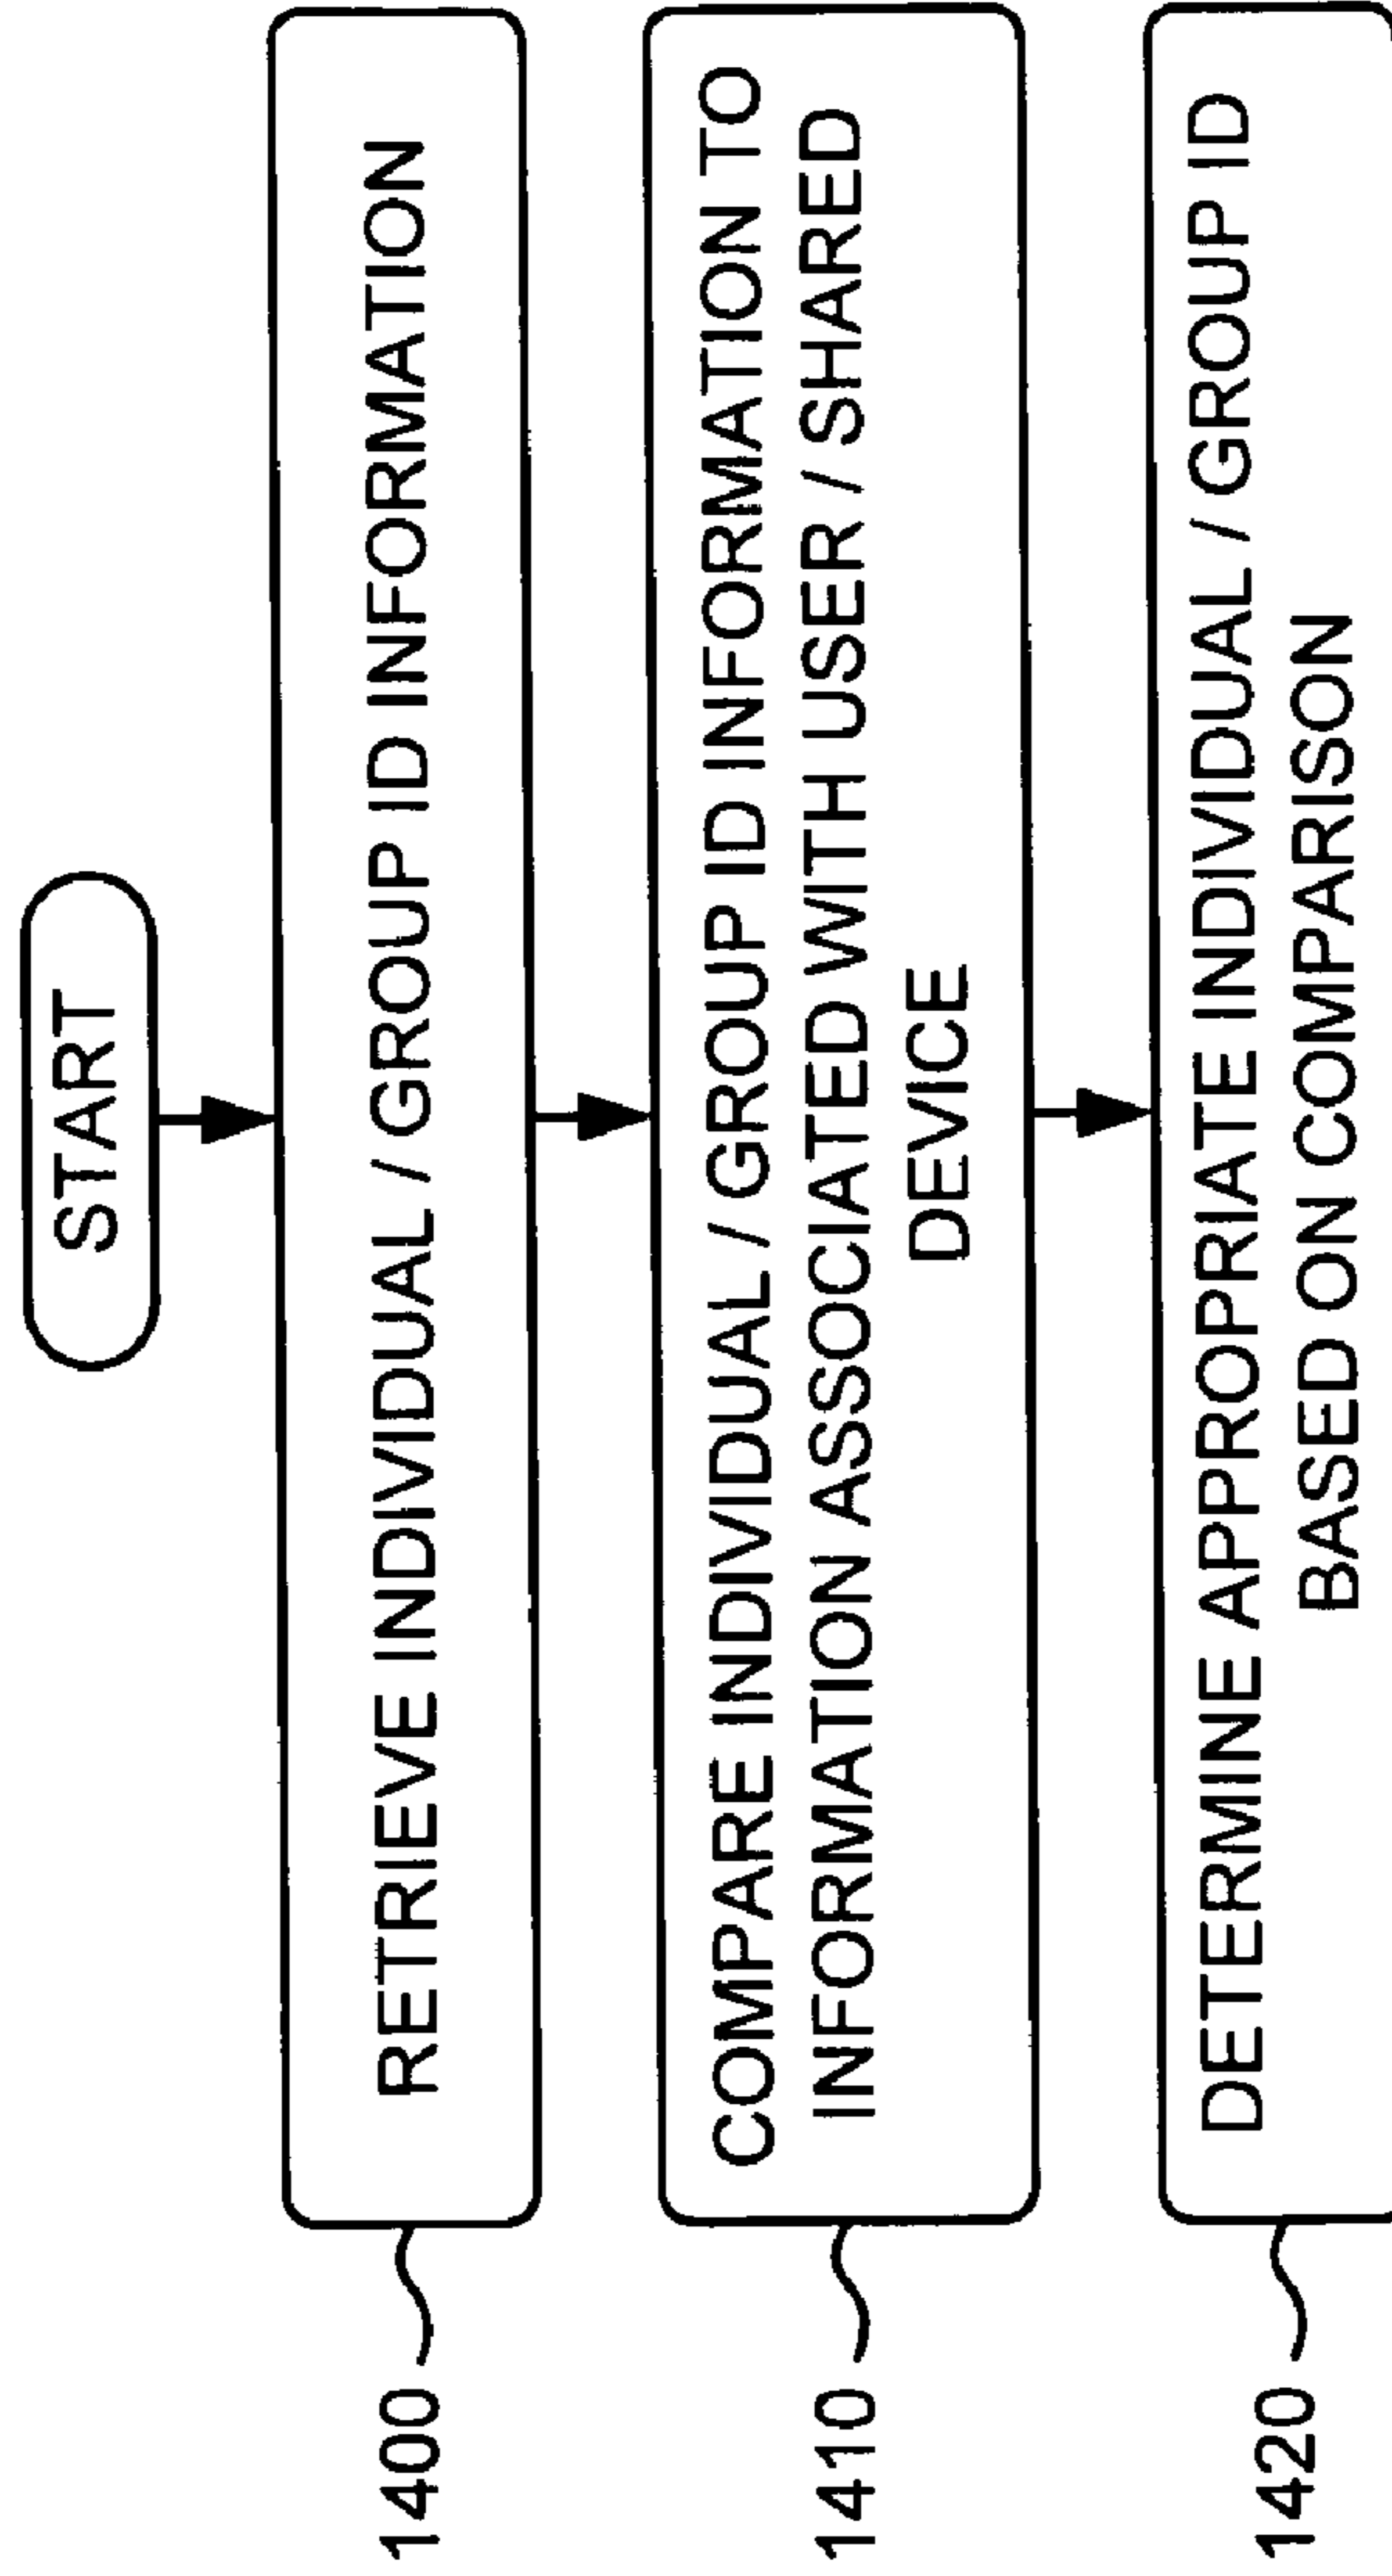 START
1400
RETRIEVE INDIVIDUAL / GROUP ID INFORMATION
1410
COMPARE INDIVIDUAL / GROUP ID INFORMATION TO
INFORMATION ASSOCIATED WITH USER / SHARED
DEVICE
1420
DETERMINE APPROPRIATE INDIVIDUAL / GROUP ID
BASED ON COMPARISON